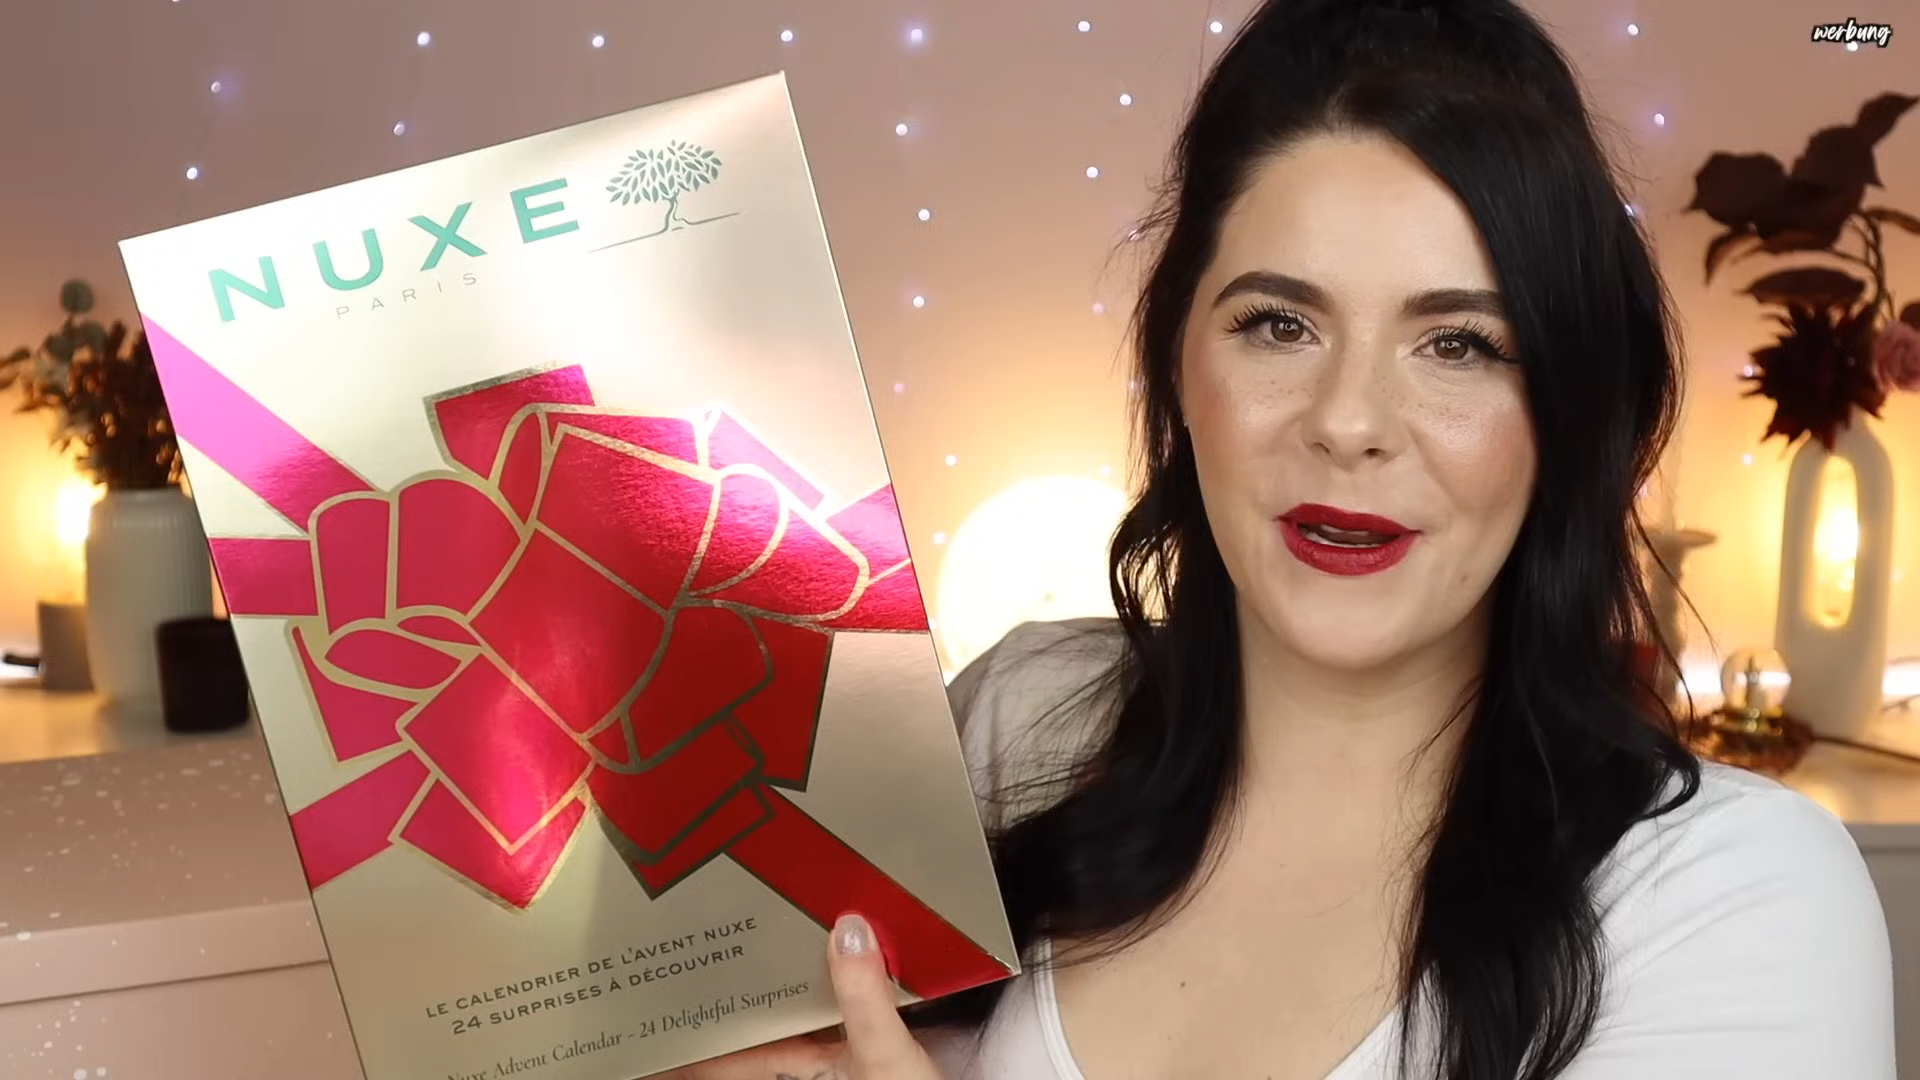 werbung
NUXE
PARIS
LE CALENDRIER DE L'AVENT NUXE
24 SURPRISES À DÉCOUVRIR
Nuxe Advent Calendar - 24 Delightful Surprises